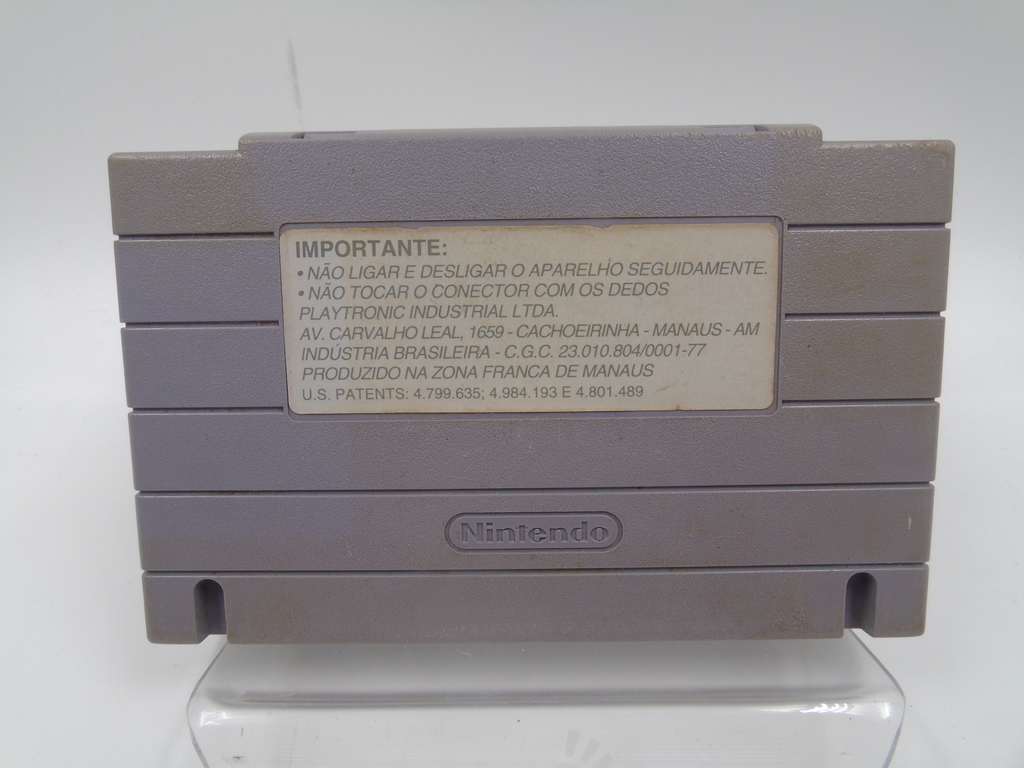 IMPORTANTE:
• NÃO LIGAR E DESLIGAR O APARELHO SEGUIDAMENTE.
• NÃO TOCAR O CONECTOR COM OS DEDOS
PLAYTRONIC INDUSTRIAL LTDA.
AV. CARVALHO LEAL, 1659 - CACHOEIRINHA - MANAUS - AM
INDÚSTRIA BRASILEIRA - C.G.C. 23.010.804/0001-77
PRODUZIDO NA ZONA FRANCA DE MANAUS
U.S. PATENTS: 4.799.635; 4.984.193 E 4.801.489
Nintendo